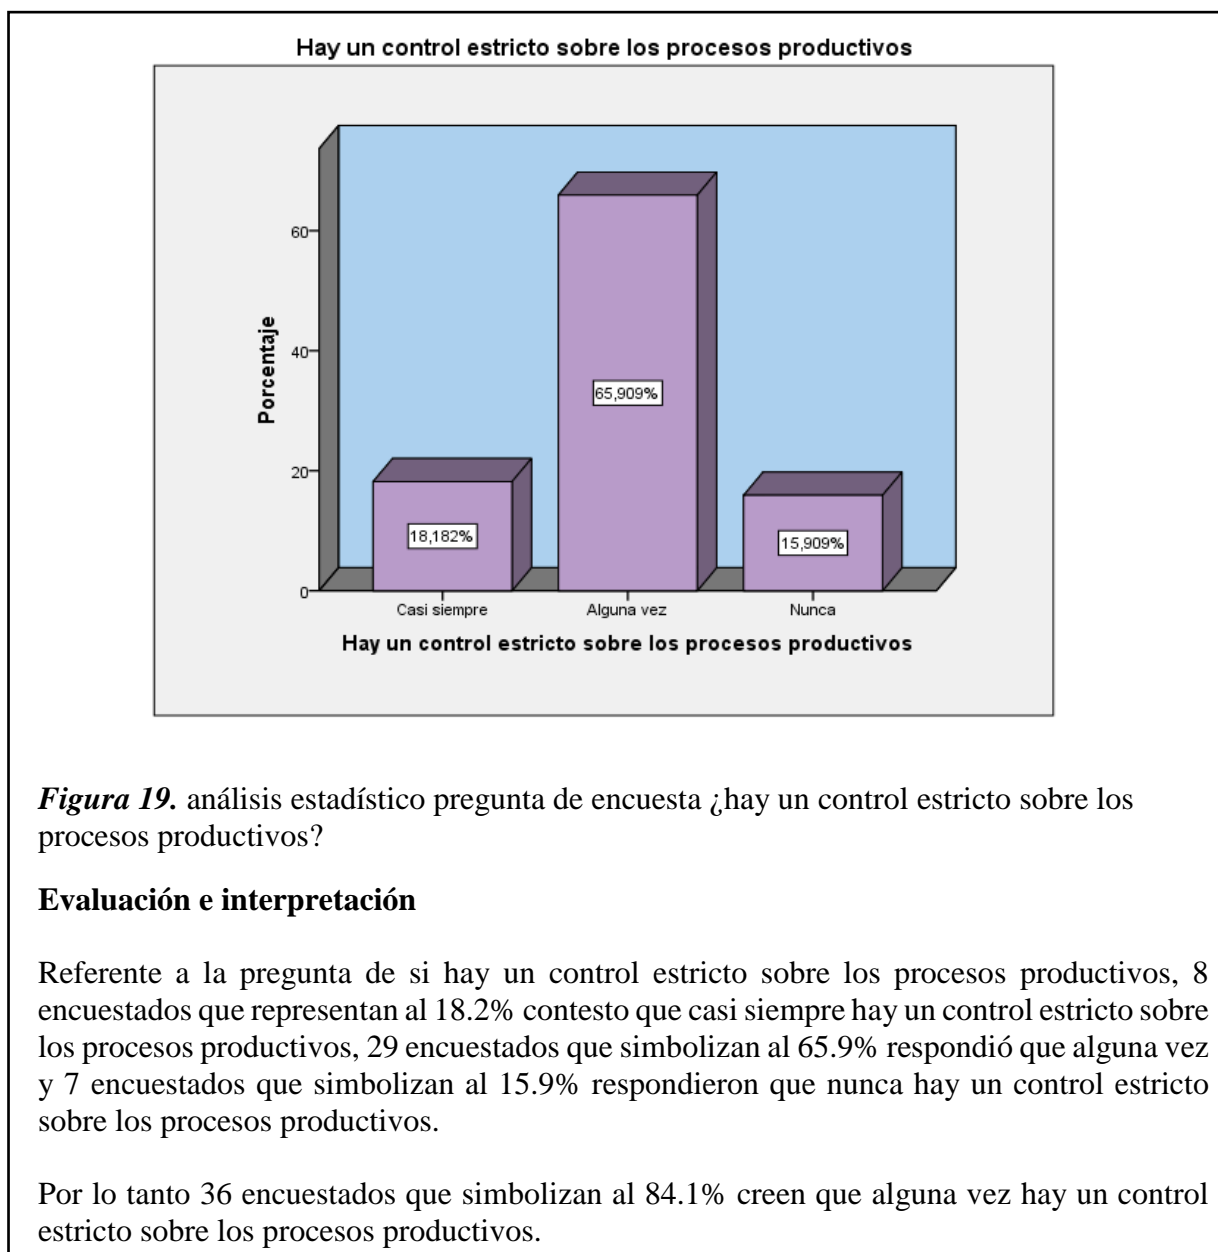 Hay un control estricto sobre los procesos productivos
Porcentaje
60
40
20
0
65,909%
18,182%
15,909%
Casi siempre
Alguna vez
Nunca
Hay un control estricto sobre los procesos productivos
Figura 19. análisis estadístico pregunta de encuesta ¿hay un control estricto sobre los
procesos productivos?
Evaluación e interpretación
Referente a la pregunta de si hay un control estricto sobre los procesos productivos, 8
encuestados que representan al 18.2% contesto que casi siempre hay un control estricto sobre
los procesos productivos, 29 encuestados que simbolizan al 65.9% respondió que alguna vez
y 7 encuestados que simbolizan al 15.9% respondieron que nunca hay un control estricto
sobre los procesos productivos.
Por lo tanto 36 encuestados que simbolizan al 84.1% creen que alguna vez hay un control
estricto sobre los procesos productivos.